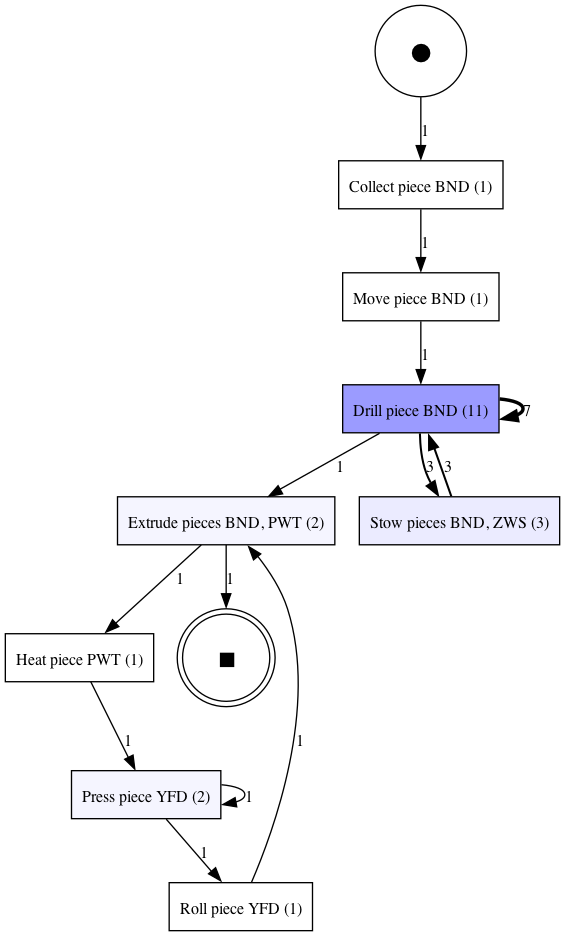 1
Collect piece BND (1)
1
Move piece BND (1)
1
Drill piece BND (11)
7
1
3
3
Extrude pieces BND, PWT (2)
Stow pieces BND, ZWS (3)
1
1
Heat piece PWT (1)
1
1
Press piece YFD (2)
1
1
Roll piece YFD (1)